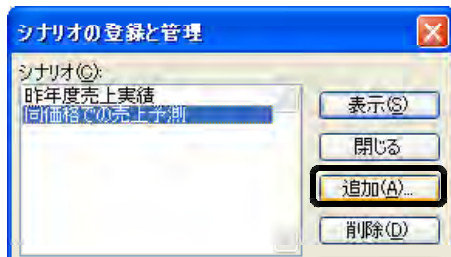 シナリオの登録と管理
シナリオ(C):
昨年度売上実績
同価格での売上予測
表示(S)
閉じる
追加(A)...
削除(D)